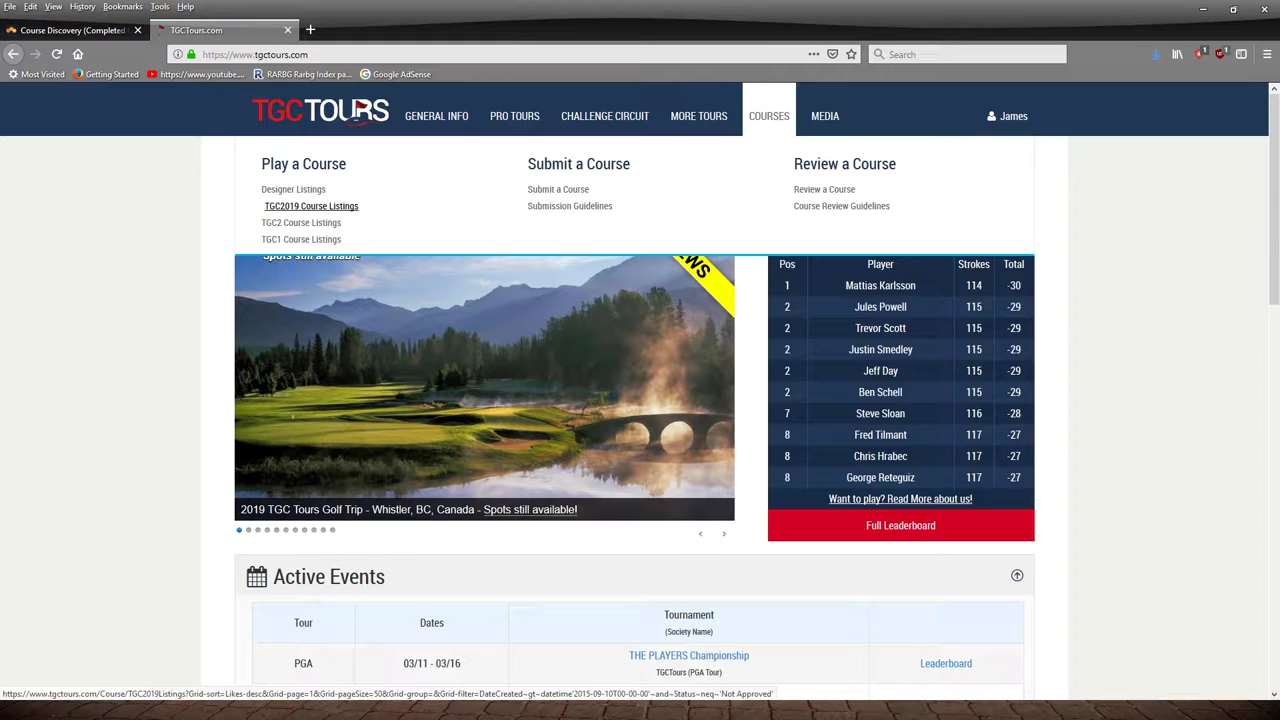 File Edit View History Bookmarks Tools Help
Course Discovery (Completed TGCTours.com
https://www.tgctours.com Search
Most Visited Getting Started https://www.youtube.... RARBG Rarbg Index pa... Google AdSense
TGCTOURS GENERAL INFO PRO TOURS CHALLENGE CIRCUIT MORE TOURS COURSES MEDIA James
Play a Course
Designer Listings
TGC2019 Course Listings
TGC2 Course Listings
TGC1 Course Listings
Submit a Course
Submit a Course
Submission Guidelines
Review a Course
Review a Course
Course Review Guidelines
Spots still available!
2019 TGC Tours Golf Trip - Whistler, BC, Canada - Spots still available!
Pos Player Strokes Total
1 Mattias Karlsson 114 -30
2 Jules Powell 115 -29
2 Trevor Scott 115 -29
2 Justin Smedley 115 -29
2 Jeff Day 115 -29
2 Ben Schell 115 -29
7 Steve Sloan 116 -28
8 Fred Tilmant 117 -27
8 Chris Hrabec 117 -27
8 George Reteguiz 117 -27
Want to play? Read More about us!
Full Leaderboard
Active Events
Tour Dates Tournament
(Society Name)
PGA 03/11 - 03/16 THE PLAYERS Championship Leaderboard
TGCTours (PGA Tour)
https://www.tgctours.com/Course/TGC2019Listings?Grid-sort=Likes-desc&Grid-page=1&Grid-pageSize=50&Grid-group=&Grid-filter=DateCreated~gt~datetime'2015-09-10T00-00-00'~and~Status~neq~'Not Approved'